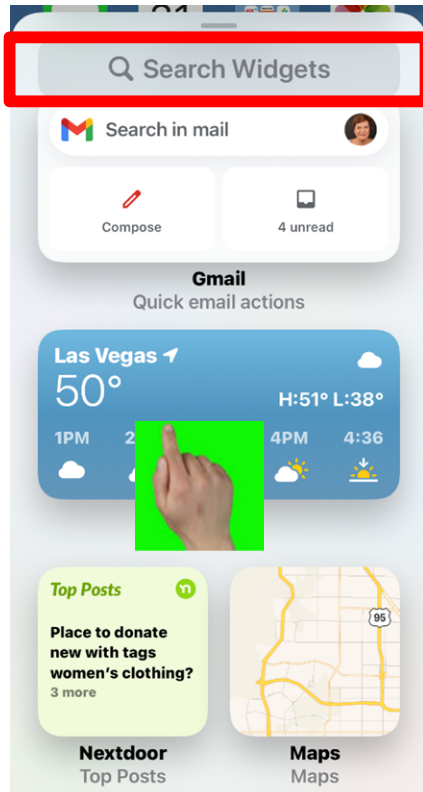 Search Widgets
Search in mail
Compose
4 unread
Gmail
Quick email actions
Las Vegas
50°
H:51° L:38°
1PM 2 4PM 4:36
Top Posts
n
Place to donate
new with tags
women's clothing?
3 more
95
Nextdoor
Top Posts
Maps
Maps